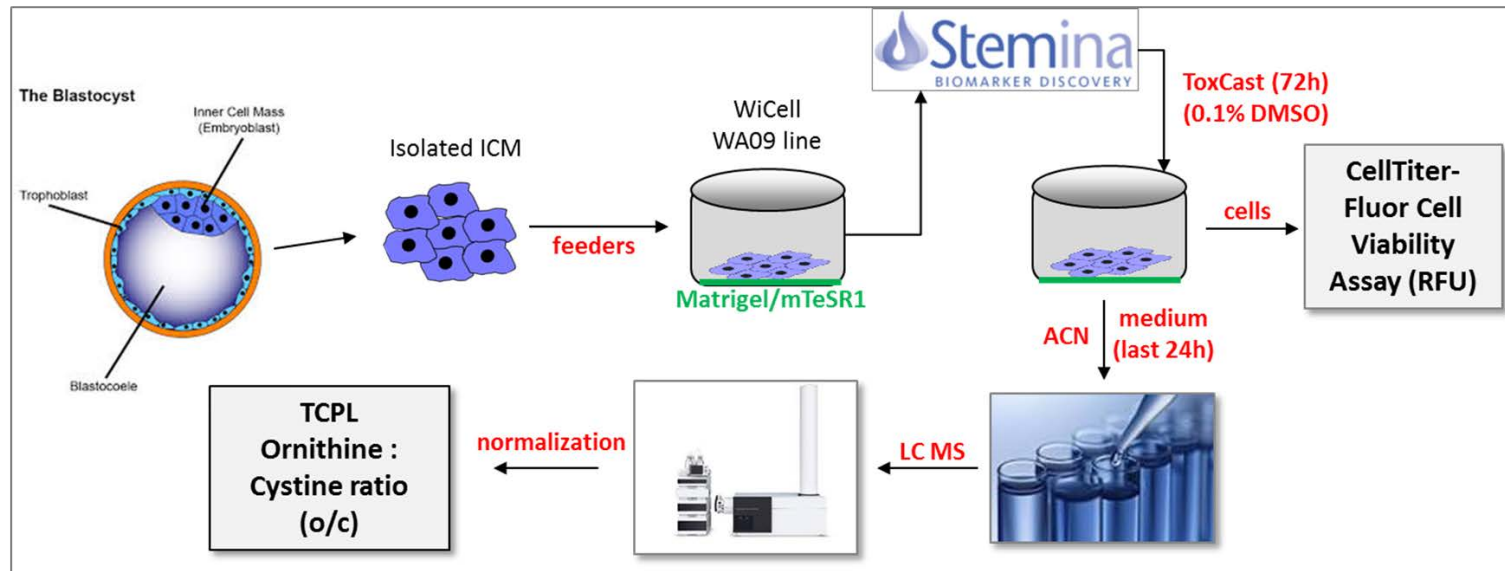 The Blastocyst
Inner Cell Mass
(Embryoblast)
Trophoblast
Blastocoele
Isolated ICM
feeders
WiCell
WA09 line
Matrigel/mTeSR1
Stemina
BIOMARKER DISCOVERY
ToxCast (72h)
(0.1% DMSO)
cells
CellTiter-
Fluor Cell
Viability
Assay (RFU)
ACN
medium
(last 24h)
LC MS
normalization
TCPL
Ornithine :
Cystine ratio
(o/c)